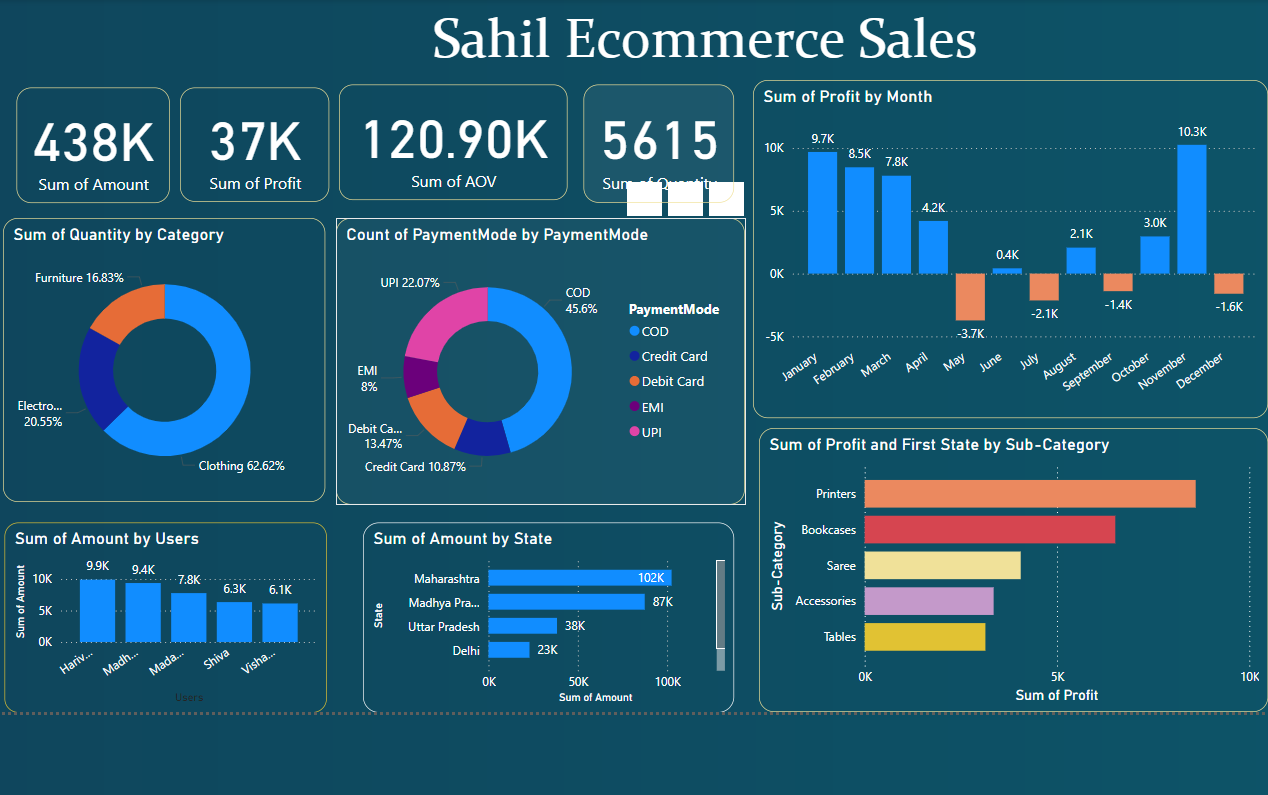 Sahil Ecommerce Sales
438K
Sum of Amount
37K
Sum of Profit
120.90K
Sum of AOV
5615
Sum of Quantity
Sum of Profit by Month
10K
5K
0K
-5K
9.7K
8.5K
7.8K
4.2K
-3.7K
0.4K
-2.1K
2.1K
-1.4K
3.0K
10.3K
-1.6K
January
February
March
April
May
June
July
August
September
October
November
December
Sum of Quantity by Category
Furniture 16.83%
Electro...
20.55%
Clothing 62.62%
Count of PaymentMode by PaymentMode
UPI 22.07%
COD
45.6%
EMI
8%
Debit Ca...
13.47%
Credit Card 10.87%
PaymentMode
COD
Credit Card
Debit Card
EMI
UPI
Sum of Profit and First State by Sub-Category
Sub-Category
Printers
Bookcases
Saree
Accessories
Tables
0K
5K
10K
Sum of Profit
Sum of Amount by Users
Sum of Amount
10K
5K
0K
9.9K
9.4K
7.8K
6.3K
6.1K
Hariv...
Madh...
Mada...
Shiva
Visha...
Users
Sum of Amount by State
State
Maharashtra
102K
Madhya Pra...
87K
Uttar Pradesh
38K
Delhi
23K
0K
50K
100K
Sum of Amount